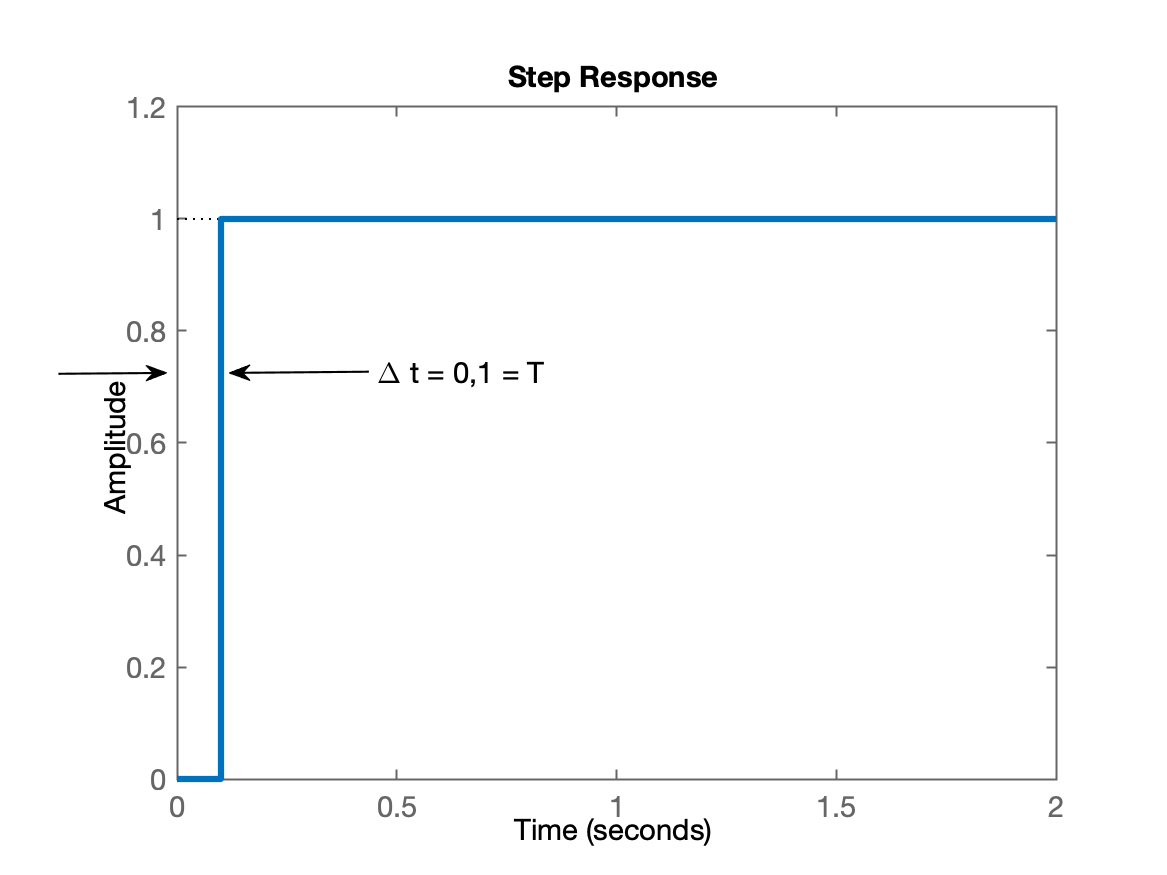 Step Response
1.2
1
0.8
0.6
0.4
0.2
0
Amplitude
Δ t = 0,1 = T
0 0.5 1 1.5 2
Time (seconds)